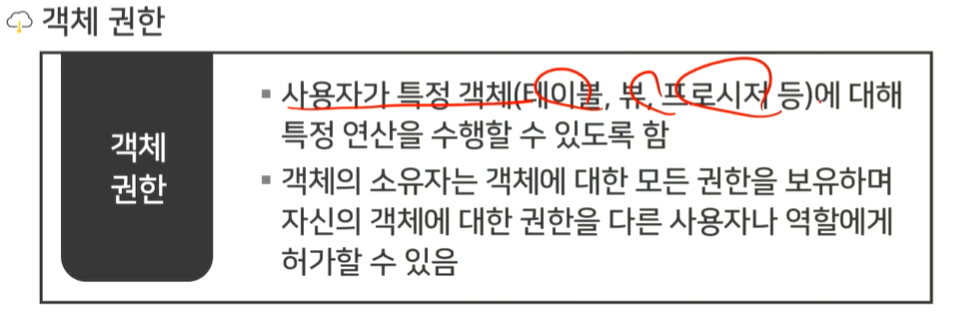 객체 권한
객체
권한
▪ 사용자가 특정 객체(테이블, 뷰, 프로시저 등)에 대해
특정 연산을 수행할 수 있도록 함
▪ 객체의 소유자는 객체에 대한 모든 권한을 보유하며
자신의 객체에 대한 권한을 다른 사용자나 역할에게
허가할 수 있음